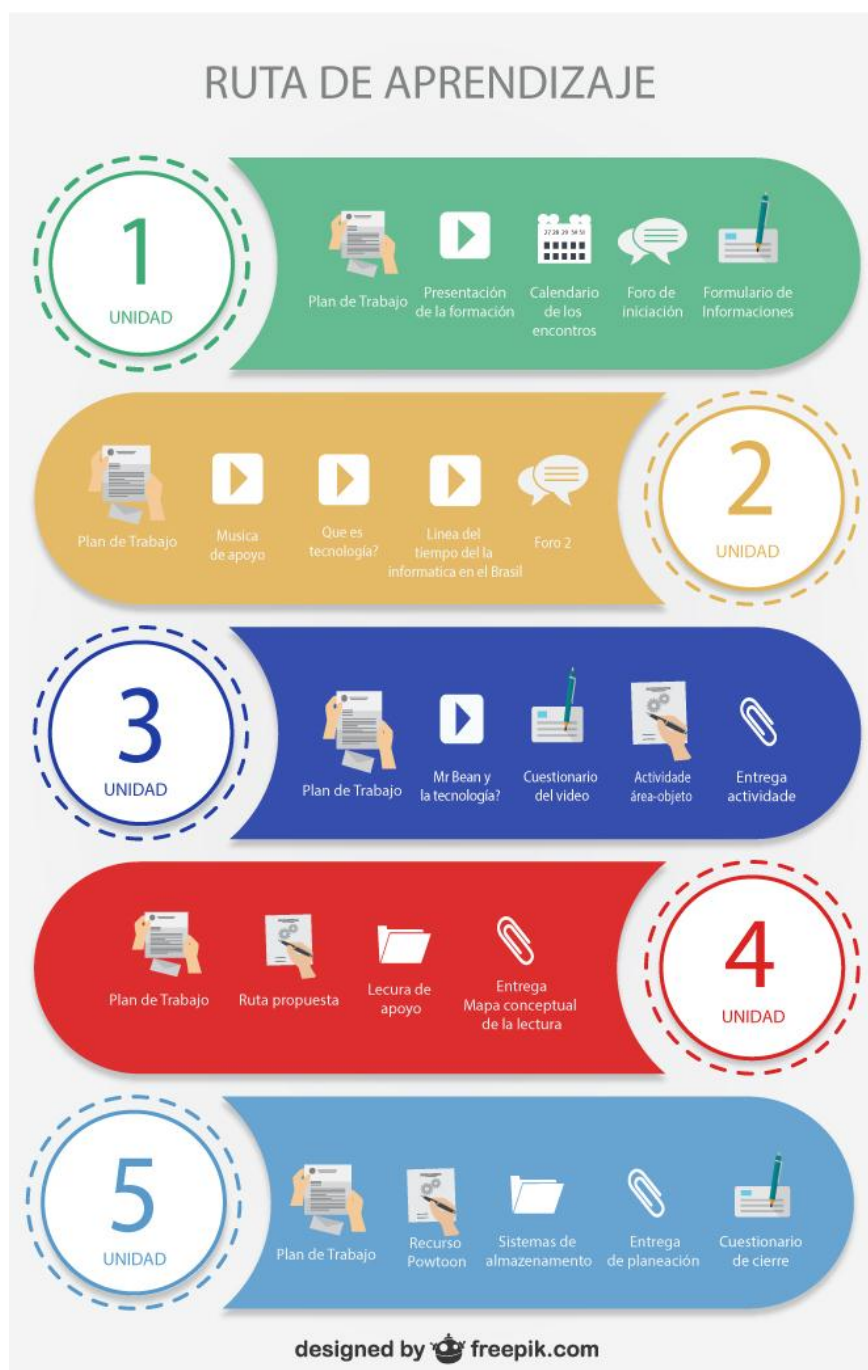 RUTA DE APRENDIZAJE
1
UNIDAD
Plan de Trabajo
Presentación
de la formación
27 28 29 30 31
Calendario
de los
encontros
Foro de
iniciación
Formulario de
Informaciones
2
UNIDAD
Plan de Trabajo
Musica
de apoyo
Que es
tecnología?
Linea del
tiempo del la
informatica en el Brasil
Foro 2
3
UNIDAD
Plan de Trabajo
Mr Bean y
la tecnología?
Cuestionario
del video
Actividade
área-objeto
Entrega
actividade
4
UNIDAD
Plan de Trabajo
Ruta propuesta
Lecura de
apoyo
Entrega
Mapa conceptual
de la lectura
5
UNIDAD
Plan de Trabajo
Recurso
Powtoon
Sistemas de
almazenamento
Entrega
de planeación
Cuestionario
de cierre
designed by freepik.com